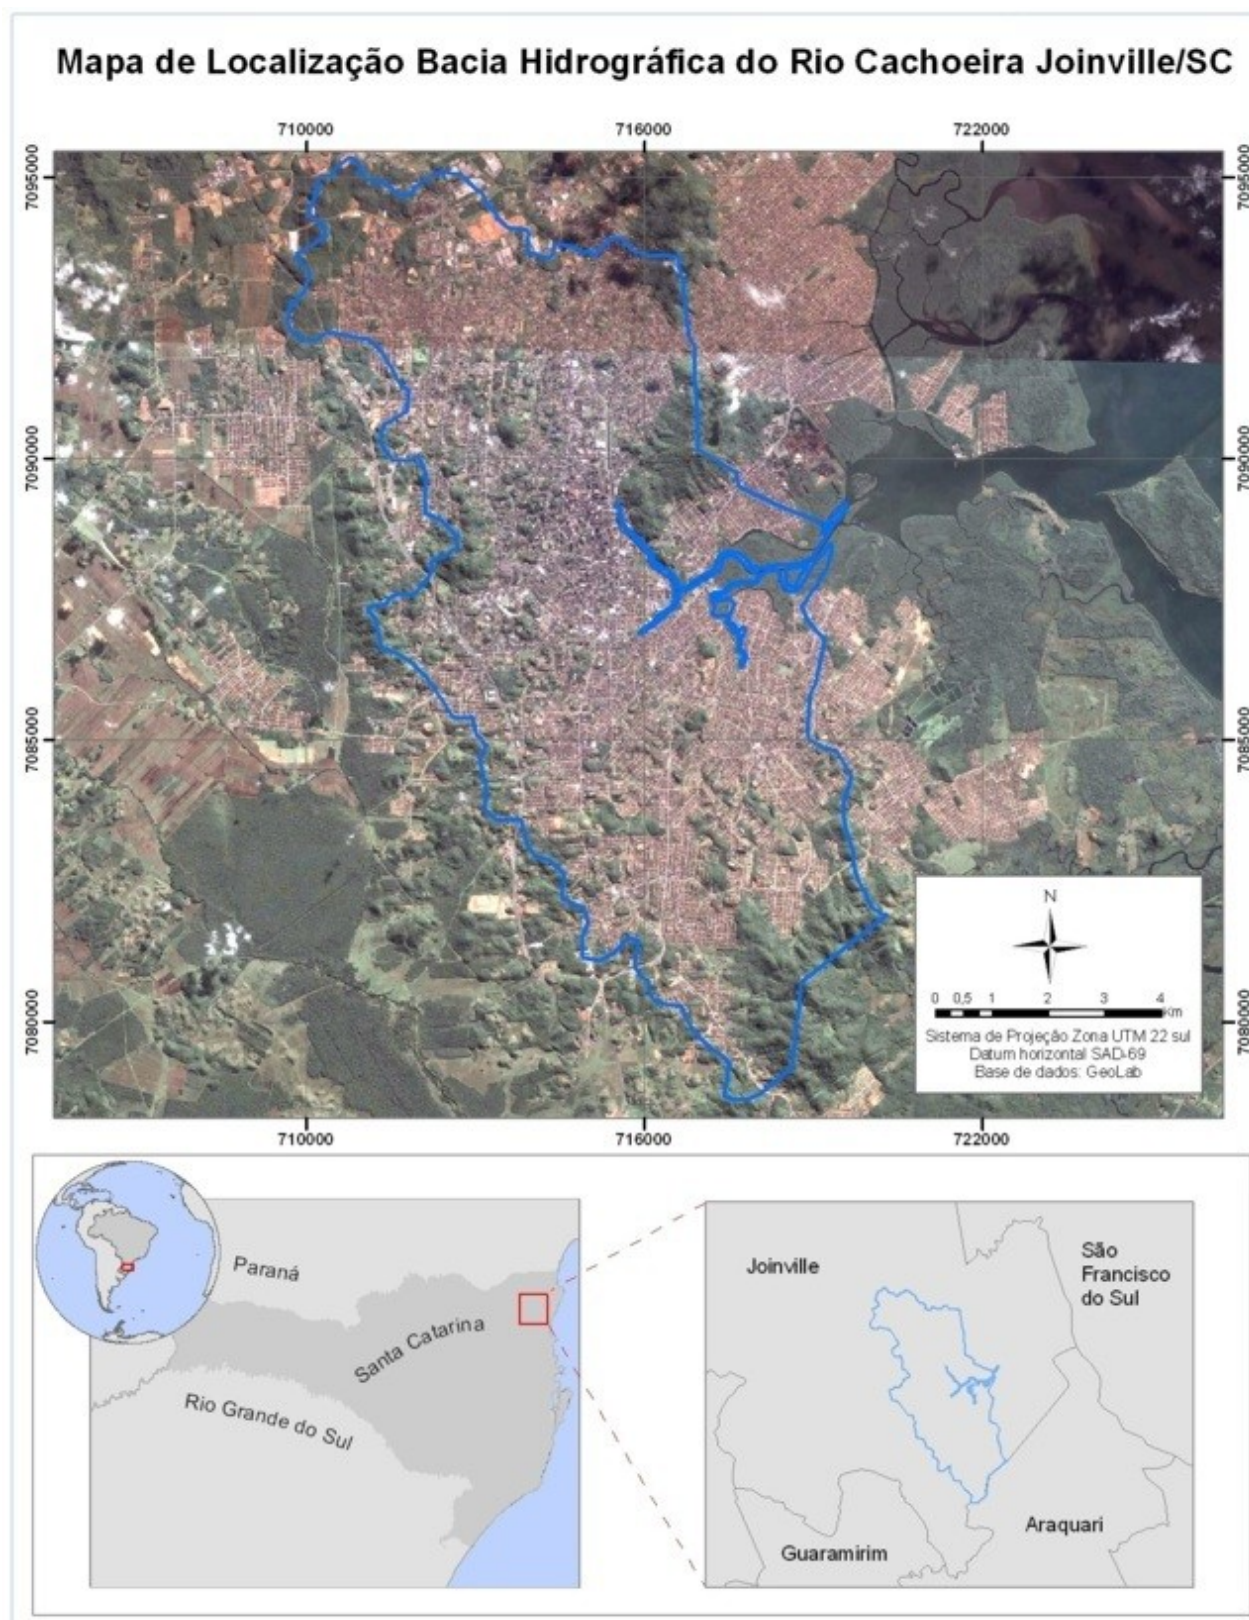 Mapa de Localização Bacia Hidrográfica do Rio Cachoeira Joinville/SC
710000 716000 722000
7095000 7095000
7090000 7090000
7085000 7085000
7080000 7080000
N
0 0,5 1 2 3 4
Km
Sistema de Projeção Zona UTM 22 sul
Datum horizontal SAD-69
Base de dados: GeoLab
710000 716000 722000
Paraná
Santa Catarina
Rio Grande do Sul
Joinville
São
Francisco
do Sul
Araquari
Guaramirim